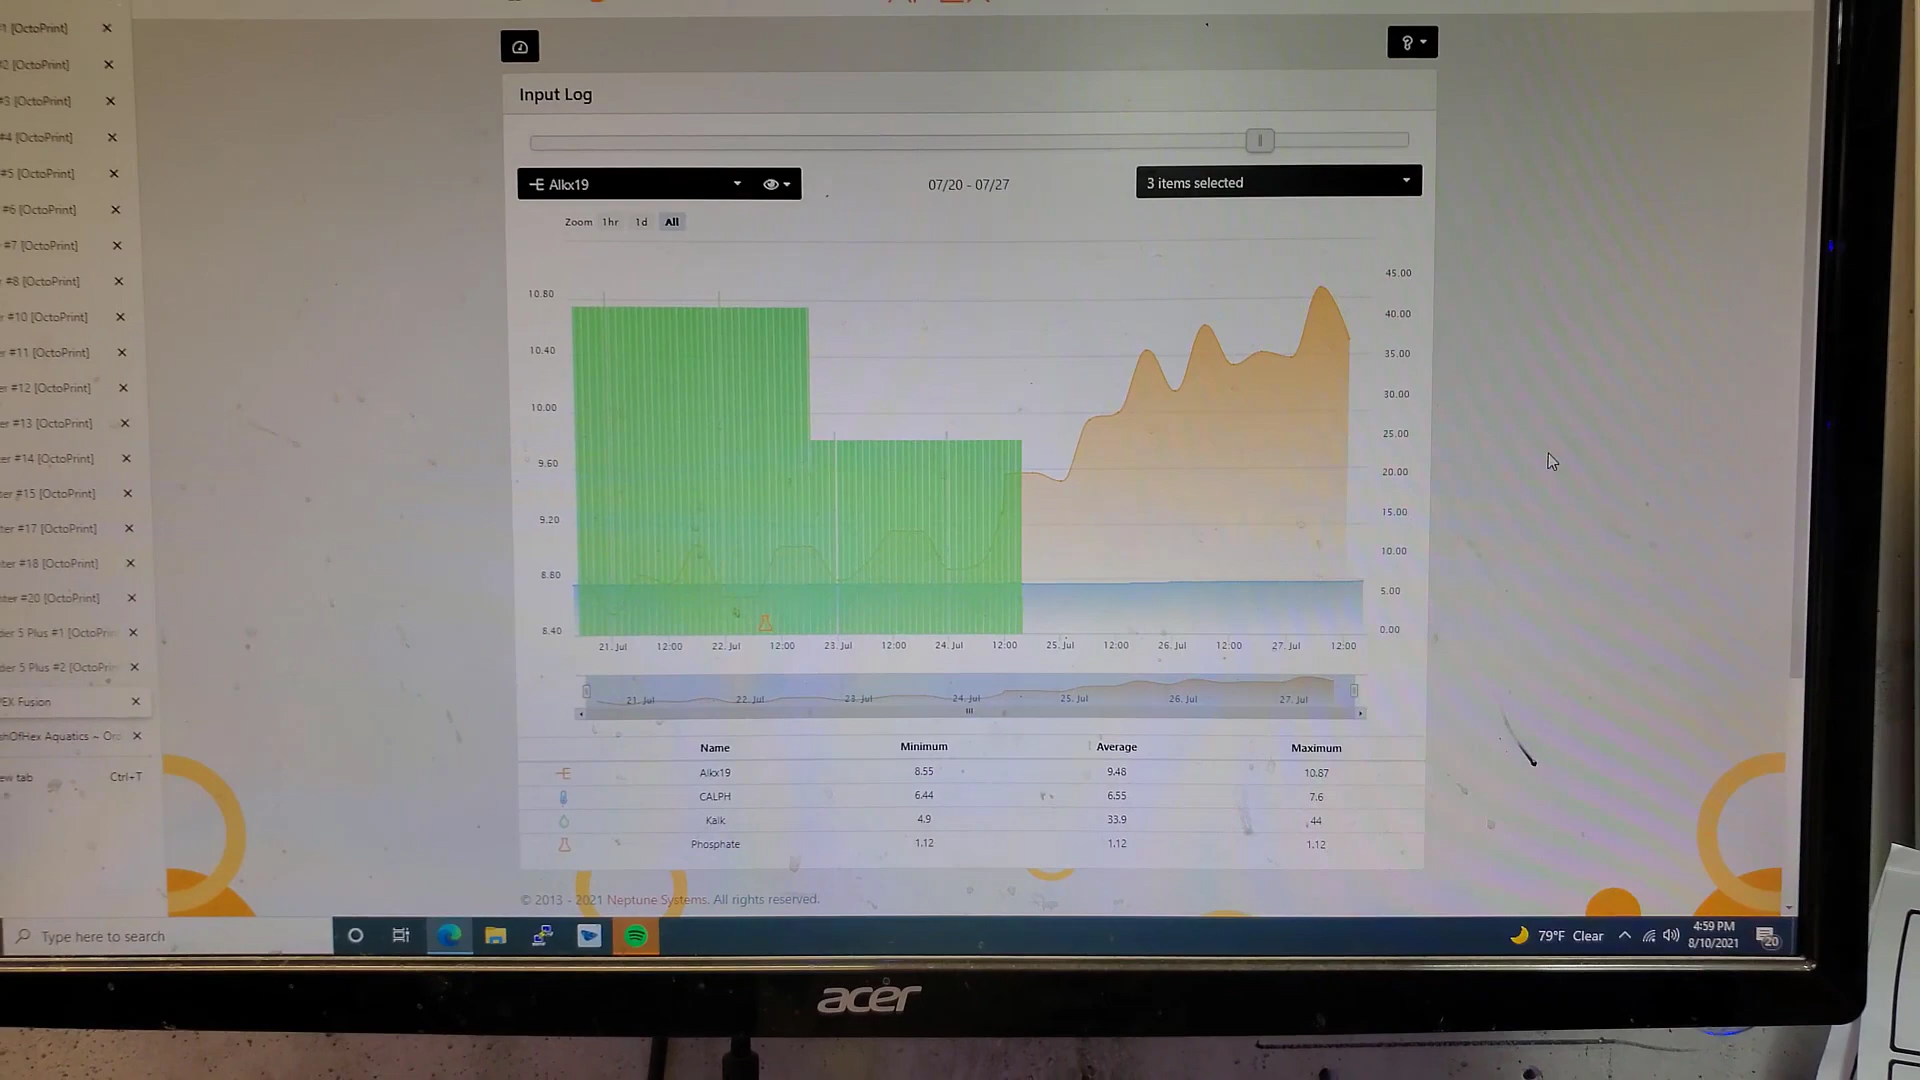 #1 [OctoPrint]
#2 [OctoPrint]
#3 [OctoPrint]
#4 [OctoPrint]
#5 [OctoPrint]
#6 [OctoPrint]
#7 [OctoPrint]
#8 [OctoPrint]
#10 [OctoPrint]
#11 [OctoPrint]
#12 [OctoPrint]
#13 [OctoPrint]
#14 [OctoPrint]
#15 [OctoPrint]
#17 [OctoPrint]
#18 [OctoPrint]
#20 [OctoPrint]
5 Plus #1 [OctoPrin
5 Plus #2 [OctoPrin
EX Fusion
OfHex Aquatics ~
tab Ctrl+T
Input Log
Alkx19
07/20 - 07/27
3 items selected
Zoom 1hr 1d All
10.80
10.40
10.00
9.60
9.20
8.80
8.40
45.00
40.00
35.00
30.00
25.00
20.00
15.00
10.00
5.00
0.00
21. Jul 12:00 22. Jul 12:00 23. Jul 12:00 24. Jul 12:00 25. Jul 12:00 26. Jul 12:00 27. Jul 12:00
21. Jul 22. Jul 23. Jul 24. Jul 25. Jul 26. Jul 27. Jul
Name Minimum Average Maximum
Alkx19 8.55 9.48 10.87
CALPH 6.44 6.55 7.6
Kalk 4.9 33.9 44
Phosphate 1.12 1.12 1.12
© 2013 - 2021 Neptune Systems. All rights reserved.
Type here to search
79°F Clear
4:59 PM
8/10/2021
20
acer